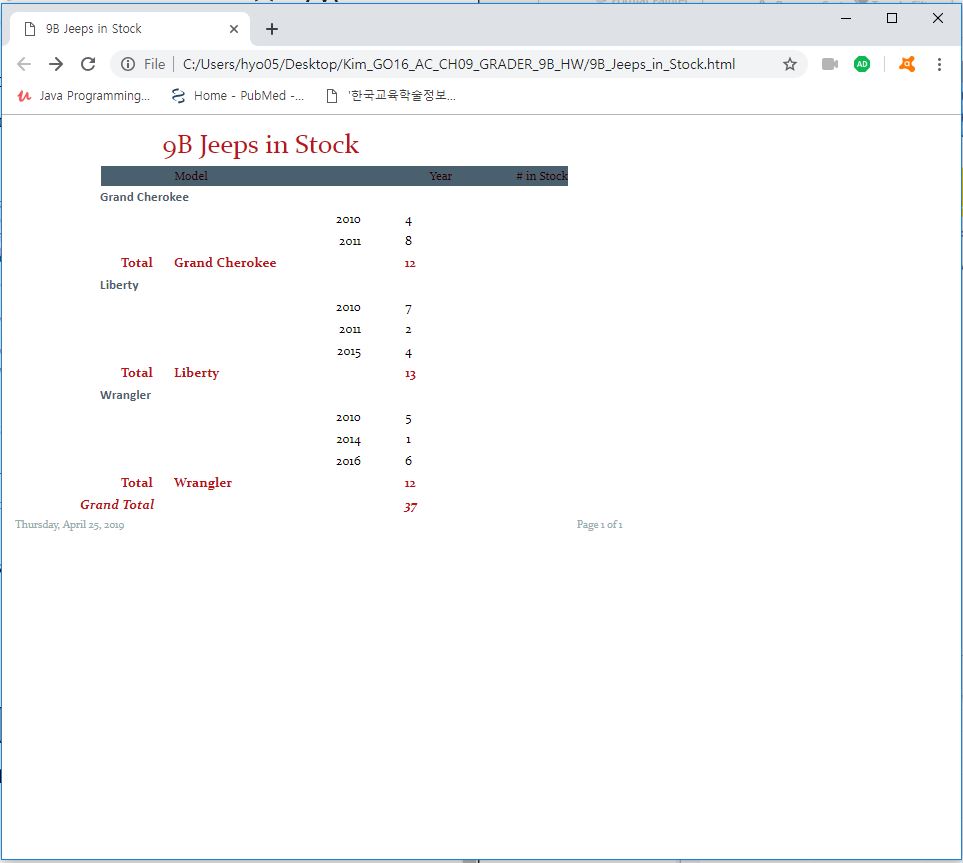 9B Jeeps in Stock
File C:/Users/hyo05/Desktop/Kim_GO16_AC_CH09_GRADER_9B_HW/9B_Jeeps_in_Stock.html
AD
Java Programming... Home - PubMed -... '한국교육학술정보...
9B Jeeps in Stock
Model Year # in Stock
Grand Cherokee
2010 4
2011 8
Total Grand Cherokee 12
Liberty
2010 7
2011 2
2015 4
Total Liberty 13
Wrangler
2010 5
2014 1
2016 6
Total Wrangler 12
Grand Total 37
Thursday, April 25, 2019 Page 1 of 1